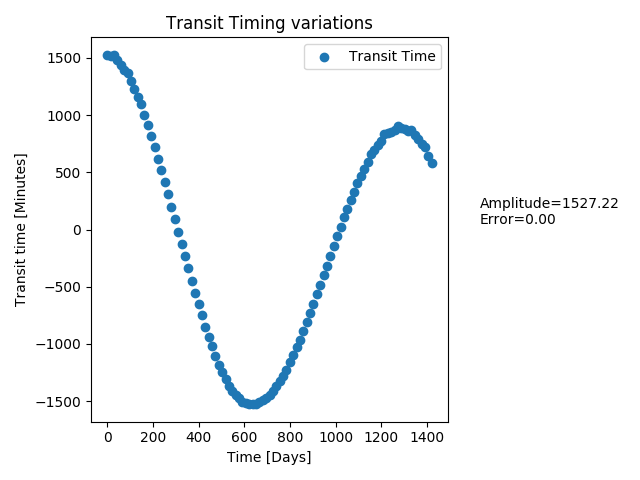 Transit Timing variations
Transit Time
1500
1000
500
0
−500
−1000
−1500
Transit time [Minutes]
0 200 400 600 800 1000 1200 1400
Time [Days]
Amplitude=1527.22
Error=0.00